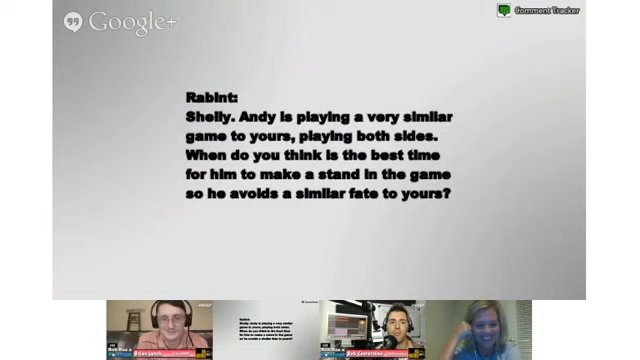 Google+
Comment Tracker
Rabint:
Shelly. Andy is playing a very similar
game to yours, playing both sides.
When do you think is the best time
for him to make a stand in the game
so he avoids a similar fate to yours?